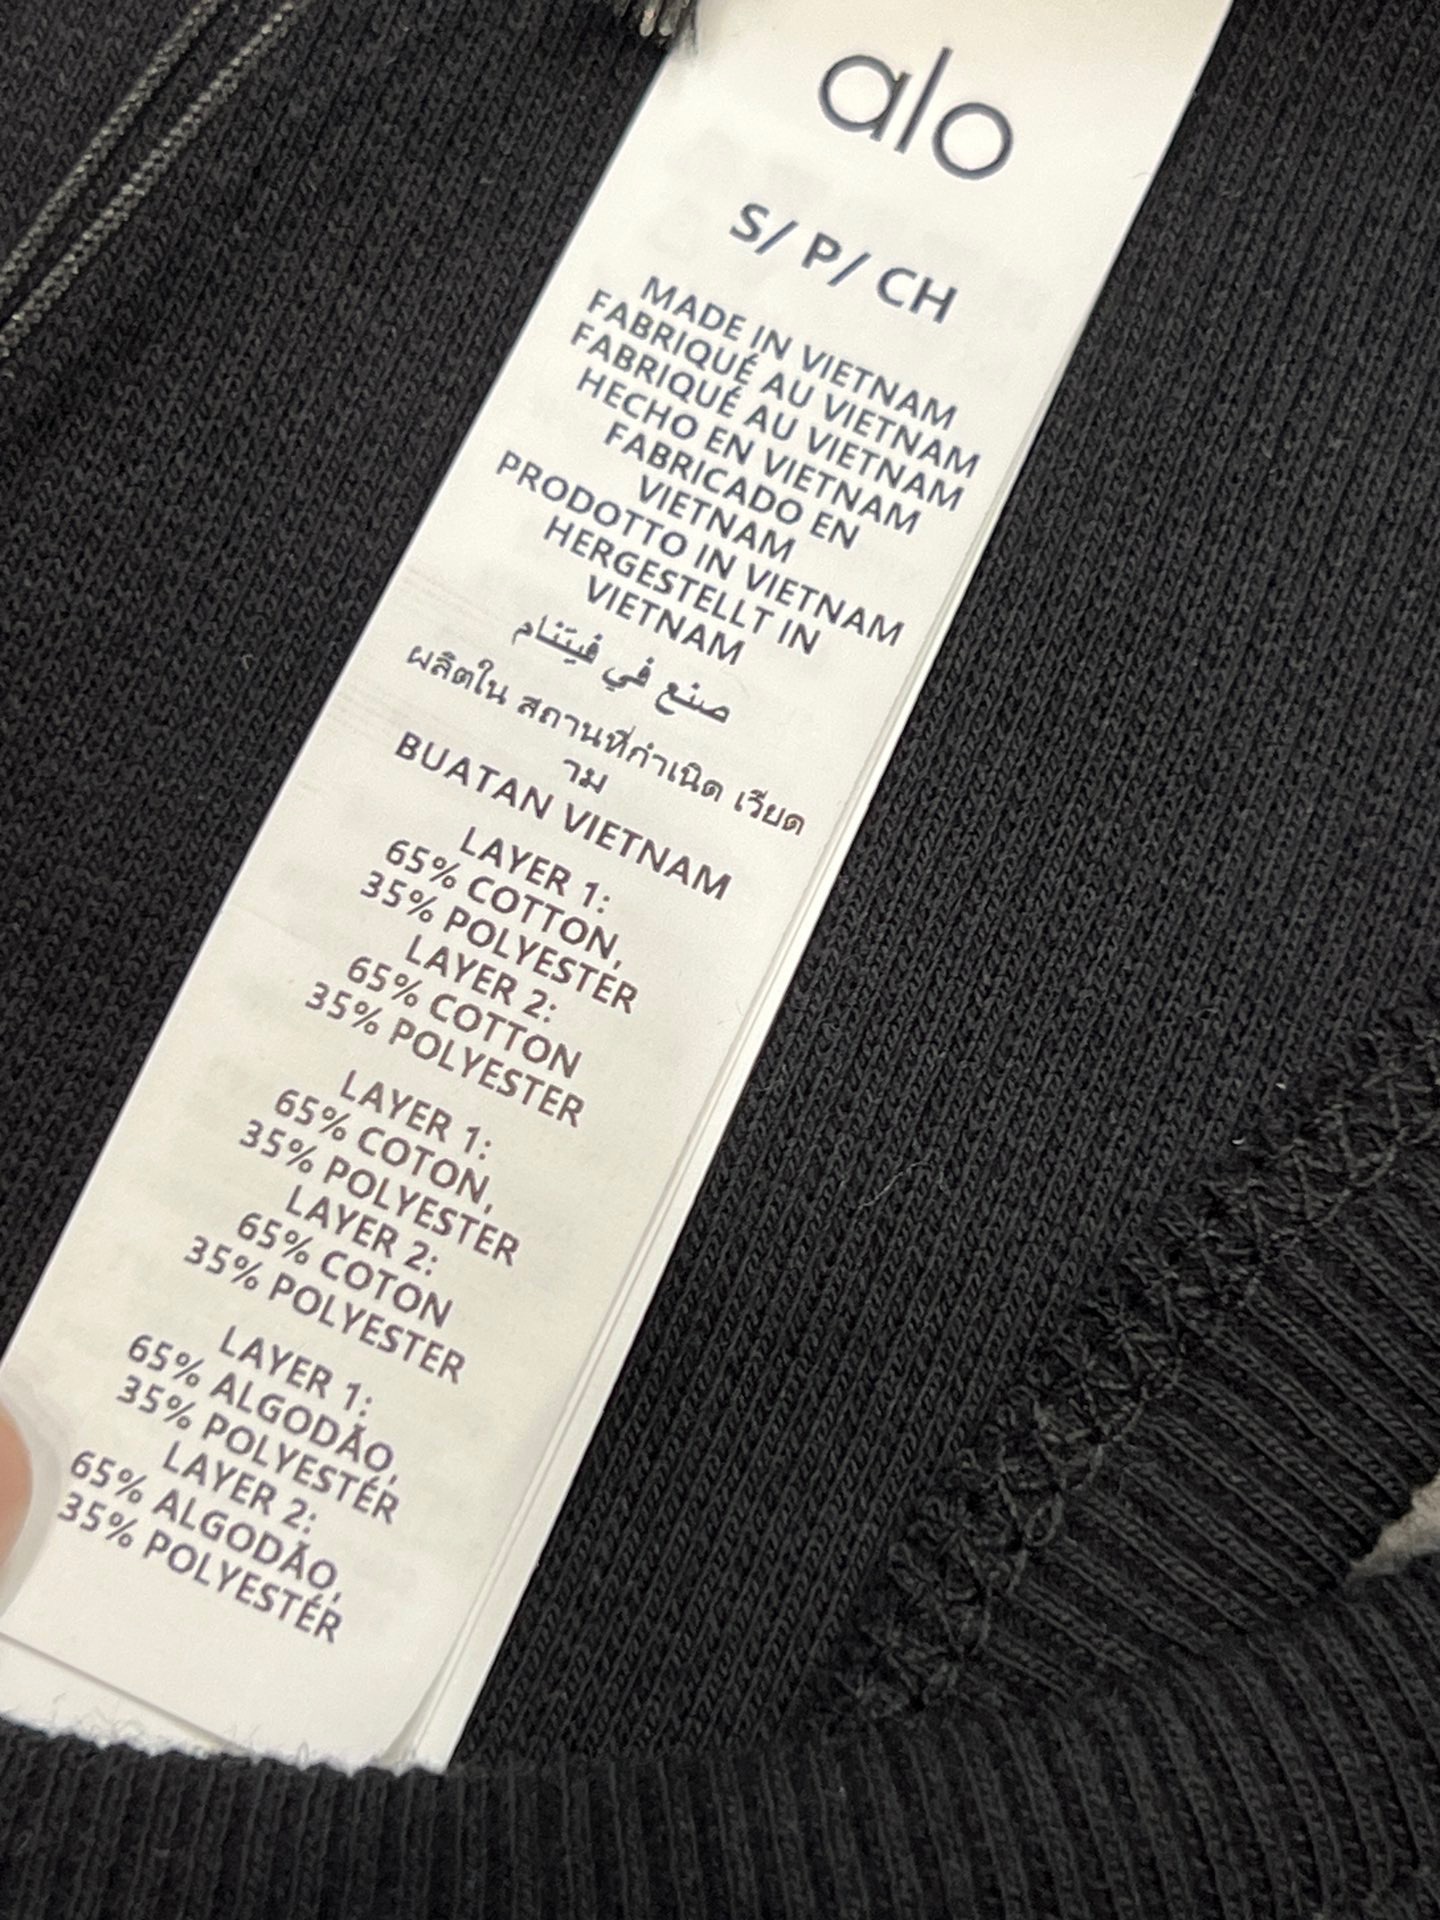 alo
S/ P/ CH
MADE IN VIETNAM
FABRIQUÉ AU VIETNAM
FABRIQUÉ AU VIETNAM
HECHO EN VIETNAM
FABRICADO EN
VIETNAM
PRODOTTO IN VIETNAM
HERGESTELLT IN
VIETNAM
صنع في فيتنام
ผลิตใน สถานที่กำเนิด เวียด
าม
BUATAN VIETNAM
LAYER 1:
65% COTTON,
35% POLYESTER
LAYER 2:
65% COTTON
35% POLYESTER
LAYER 1:
65% COTON,
35% POLYESTER
LAYER 2:
65% COTON
35% POLYESTER
LAYER 1:
65% ALGODÃO,
35% POLYESTÉR
LAYER 2:
65% ALGODÃO,
35% POLYESTÉR